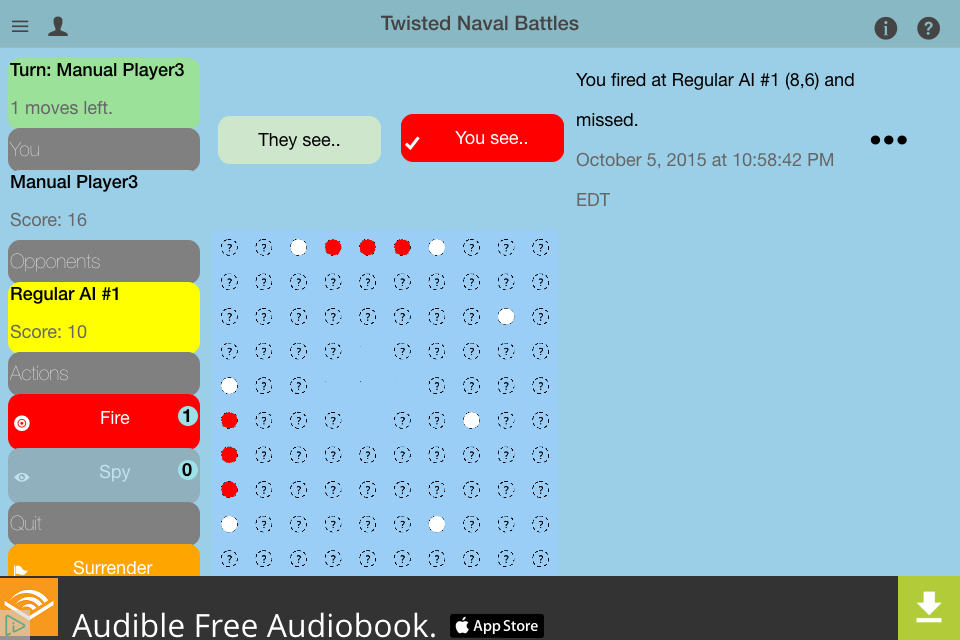 Twisted Naval Battles
i
?
Turn: Manual Player3
1 moves left.
You
Manual Player3
Score: 16
Opponents
Regular AI #1
Score: 10
Actions
Fire 1
Spy 0
Quit
Surrender
They see..
You see..
You fired at Regular AI #1 (8,6) and
missed.
October 5, 2015 at 10:58:42 PM
EDT
? ? ? ? ?
? ? ? ? ? ? ? ? ? ?
? ? ? ? ? ? ? ? ?
? ? ? ? ? ? ? ? ?
? ? ? ? ? ?
? ? ? ? ? ? ?
? ? ? ? ? ? ? ? ?
? ? ? ? ? ? ? ? ?
? ? ? ? ? ? ? ?
? ? ? ? ? ? ? ? ? ?
Audible Free Audiobook.
App Store